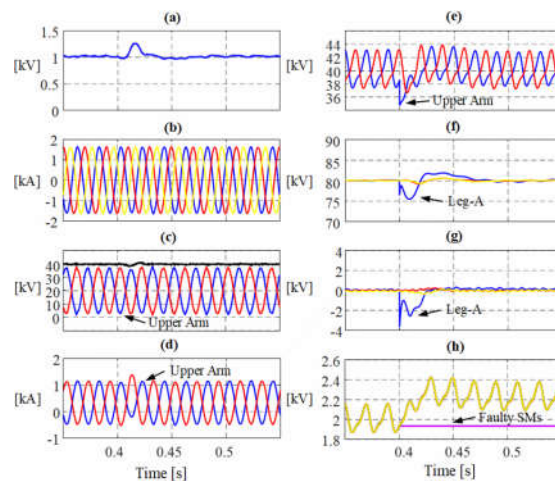 (a)
1.5
1
0.5
0
[kV]
(b)
2
1
0
-1
-2
[kA]
(c)
40
30
20
10
0
[kV]
Upper Arm
(d)
2
1
0
-1
[kA]
Upper Arm
0.4
0.45
0.5
Time [s]
(e)
44
42
40
38
36
[kV]
Upper Arm
(f)
90
85
80
75
70
[kV]
Leg-A
(g)
4
2
0
-2
-4
[kV]
Leg-A
(h)
2.6
2.4
2.2
2
1.8
[kV]
Faulty SMs
0.4
0.45
0.5
Time [s]